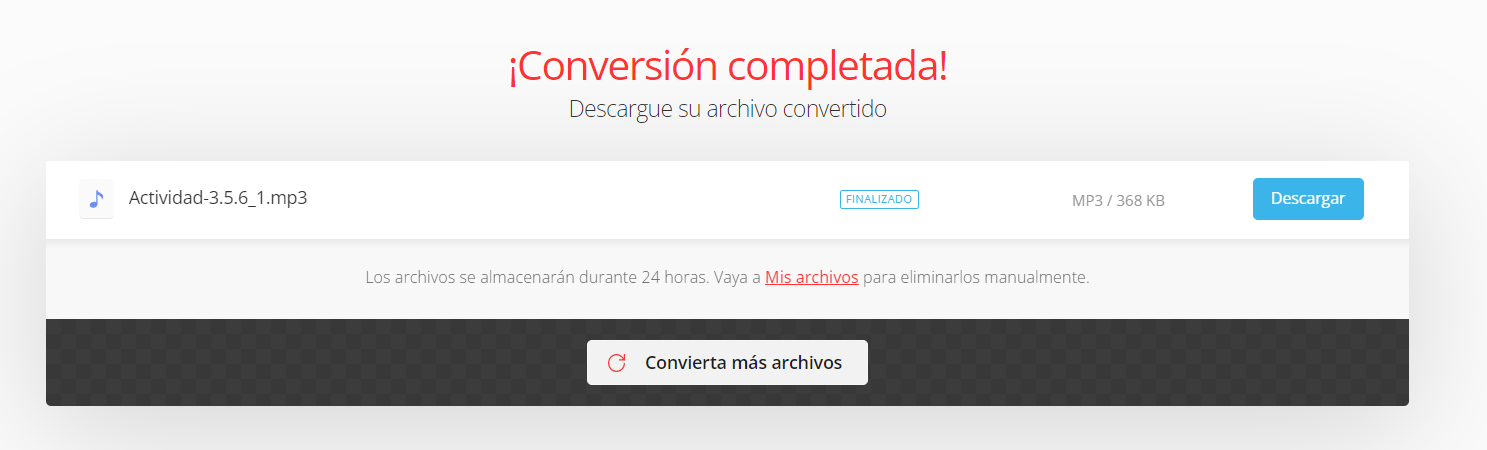 ¡Conversión completada!
Descargue su archivo convertido
Actividad-3.5.6_1.mp3
FINALIZADO
MP3 / 368 KB
Descargar
Los archivos se almacenarán durante 24 horas. Vaya a Mis archivos para eliminarlos manualmente.
Convierta más archivos